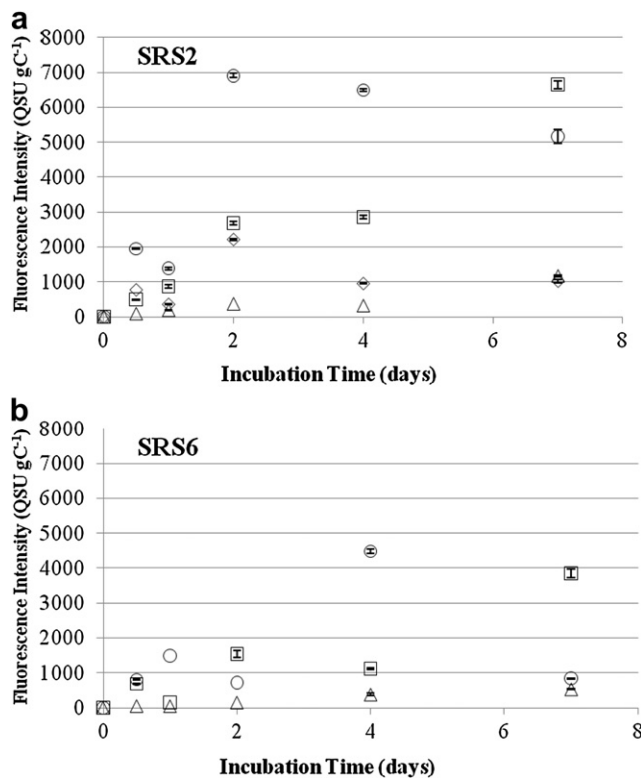 a
SRS2
Fluorescence Intensity (QSU gC⁻¹)
8000
7000
6000
5000
4000
3000
2000
1000
0
0 2 4 6 8
Incubation Time (days)
b
SRS6
Fluorescence Intensity (QSU gC⁻¹)
8000
7000
6000
5000
4000
3000
2000
1000
0
0 2 4 6 8
Incubation Time (days)